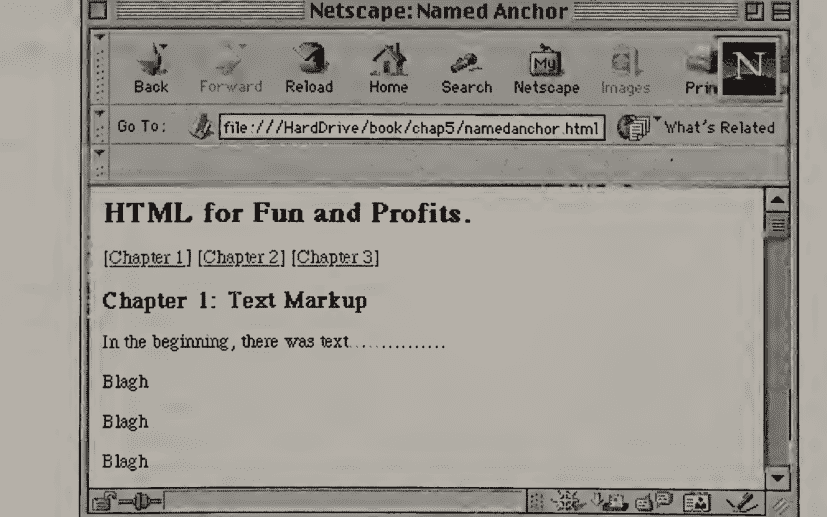 Netscape: Named Anchor
Back Forward Reload Home Search Netscape Images Prin
My
N
Go To: file:///HardDrive/book/chap5/namedanchor.html What's Related
HTML for Fun and Profits.
[Chapter 1] [Chapter 2] [Chapter 3]
Chapter 1: Text Markup
In the beginning, there was text...............
Blagh
Blagh
Blagh